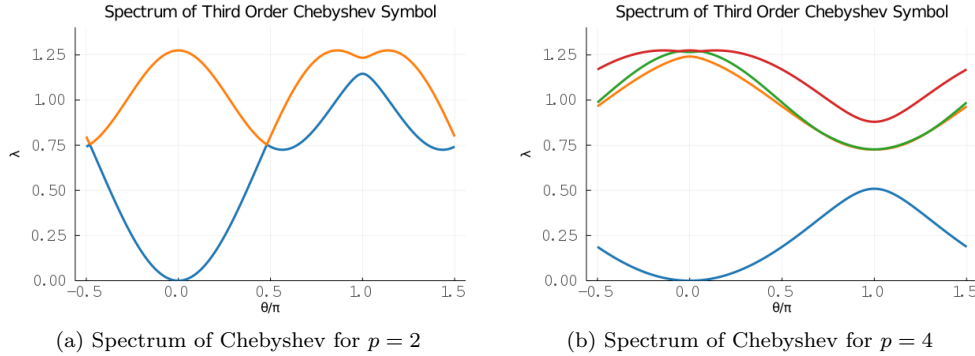 Spectrum of Third Order Chebyshev Symbol
1.25
1.00
0.75
0.50
0.25
0.00
λ
−0.5
0.0
0.5
1.0
1.5
θ/π
(a) Spectrum of Chebyshev for p = 2
Spectrum of Third Order Chebyshev Symbol
1.25
1.00
0.75
0.50
0.25
0.00
λ
−0.5
0.0
0.5
1.0
1.5
θ/π
(b) Spectrum of Chebyshev for p = 4